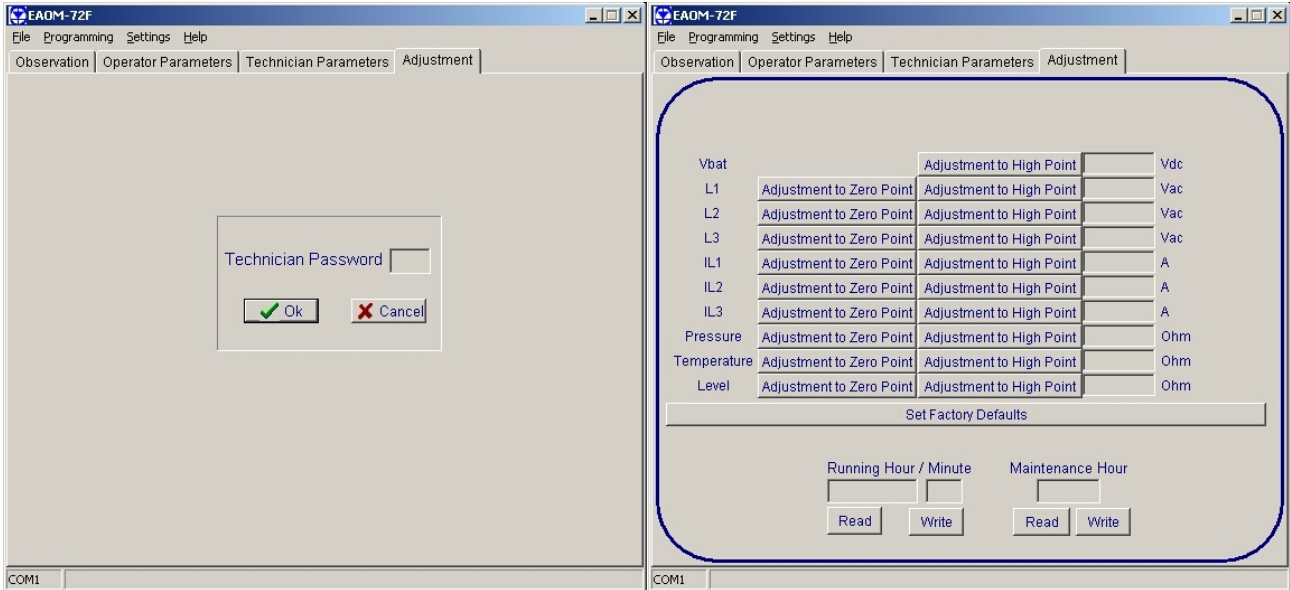 EAOM-72F
File Programming Settings Help
Observation Operator Parameters Technician Parameters Adjustment
Technician Password
Ok Cancel
COM1
EAOM-72F
File Programming Settings Help
Observation Operator Parameters Technician Parameters Adjustment
Vbat Adjustment to High Point Vdc
L1 Adjustment to Zero Point Adjustment to High Point Vac
L2 Adjustment to Zero Point Adjustment to High Point Vac
L3 Adjustment to Zero Point Adjustment to High Point Vac
IL1 Adjustment to Zero Point Adjustment to High Point A
IL2 Adjustment to Zero Point Adjustment to High Point A
IL3 Adjustment to Zero Point Adjustment to High Point A
Pressure Adjustment to Zero Point Adjustment to High Point Ohm
Temperature Adjustment to Zero Point Adjustment to High Point Ohm
Level Adjustment to Zero Point Adjustment to High Point Ohm
Set Factory Defaults
Running Hour / Minute Maintenance Hour
Read Write Read Write
COM1